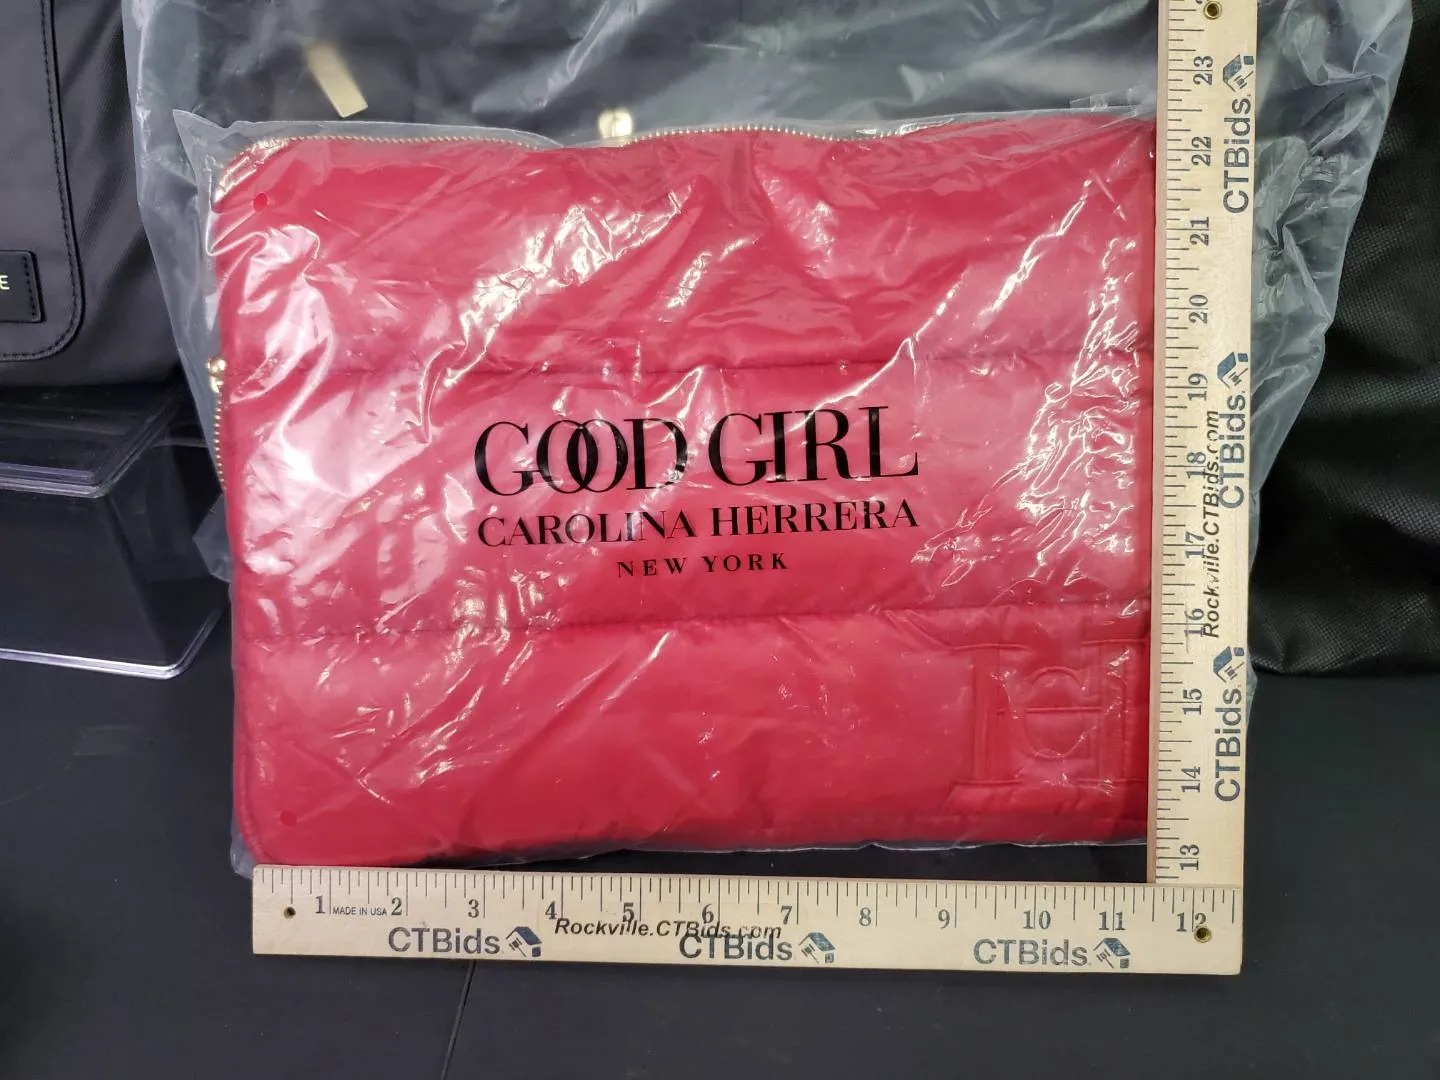 GOOD GIRL
CAROLINA HERRERA
NEW YORK
E
23
22
21
20
19
18
17
16
15
14
13
CTBids.
CTBids.
Rockville.CTBids.com
CTBids.
1 MADE IN USA 2 3 4 5 6 7 8 9 10 11 12
Rockville.CTBids.com
CTBids CTBids CTBids